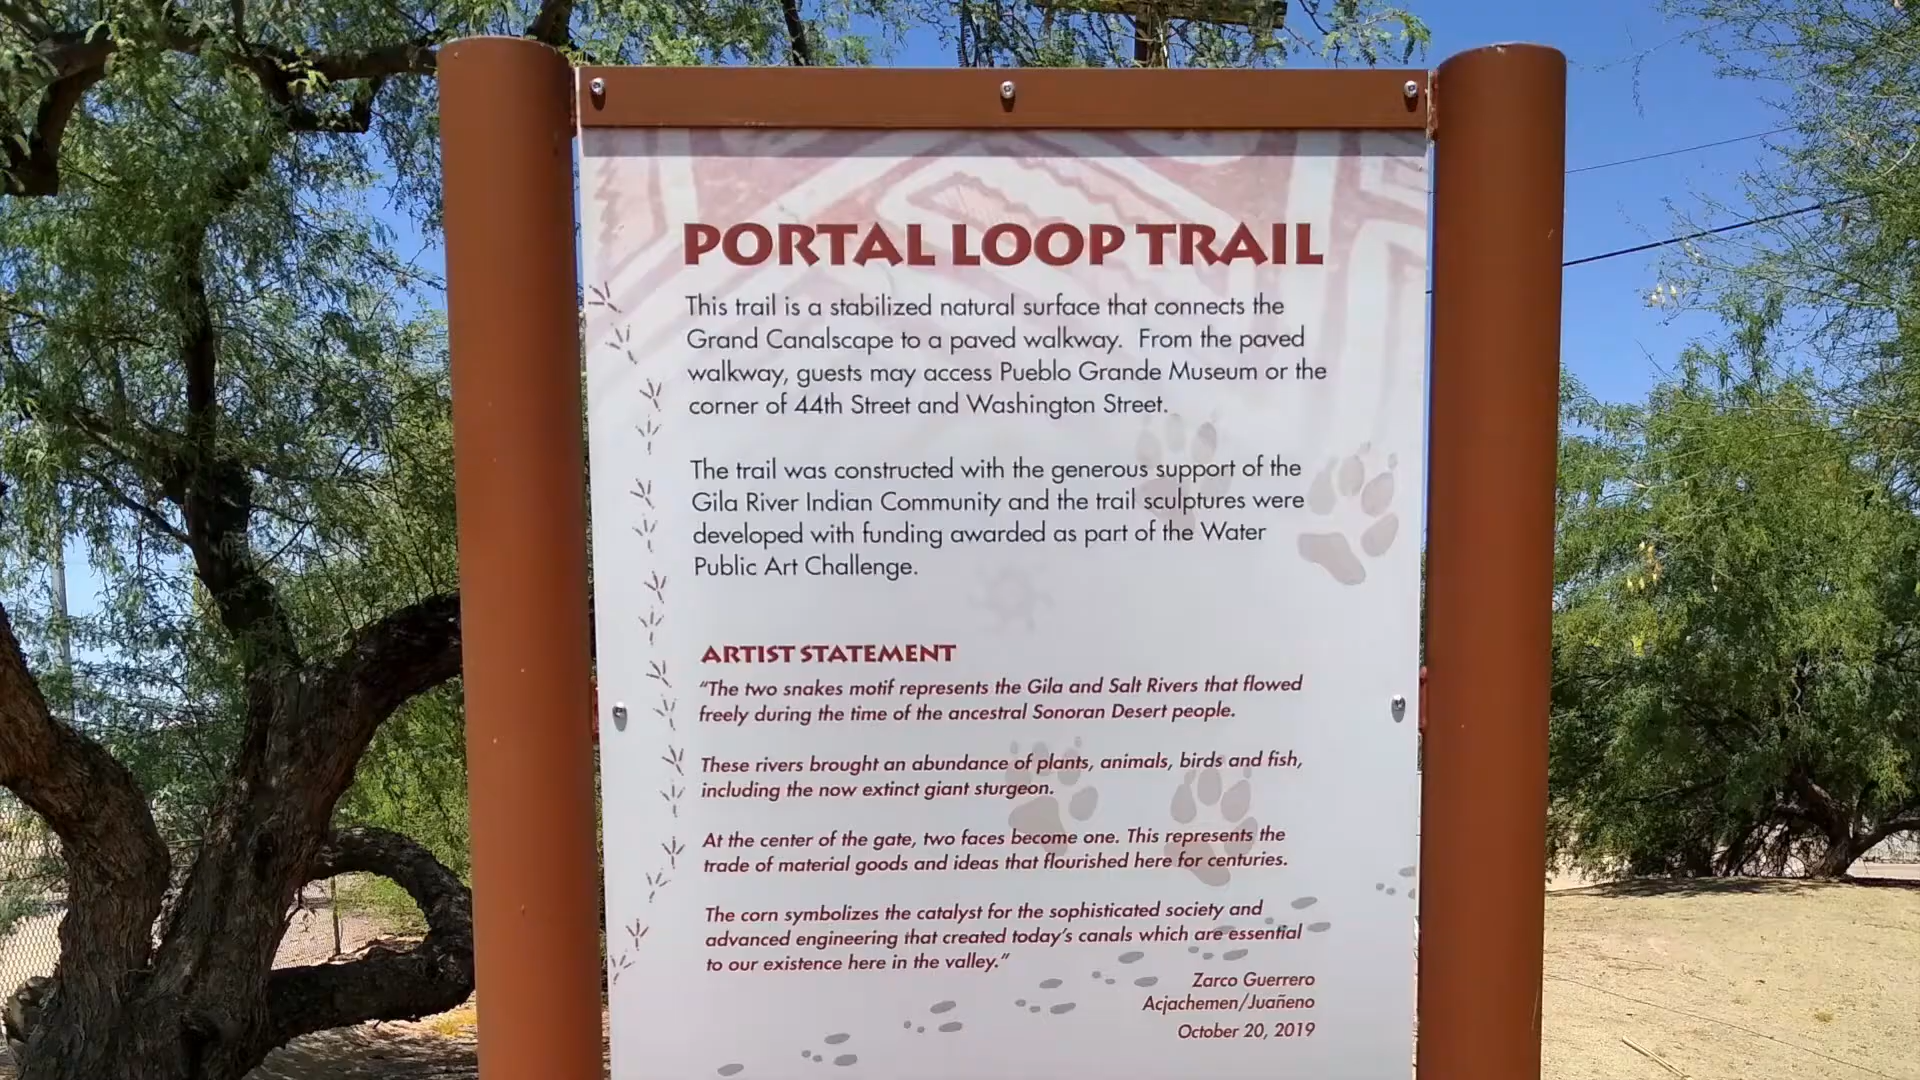 PORTAL LOOP TRAIL
This trail is a stabilized natural surface that connects the
Grand Canalscape to a paved walkway.  From the paved
walkway, guests may access Pueblo Grande Museum or the
corner of 44th Street and Washington Street.
The trail was constructed with the generous support of the
Gila River Indian Community and the trail sculptures were
developed with funding awarded as part of the Water
Public Art Challenge.
ARTIST STATEMENT
“The two snakes motif represents the Gila and Salt Rivers that flowed
freely during the time of the ancestral Sonoran Desert people.
These rivers brought an abundance of plants, animals, birds and fish,
including the now extinct giant sturgeon.
At the center of the gate, two faces become one. This represents the
trade of material goods and ideas that flourished here for centuries.
The corn symbolizes the catalyst for the sophisticated society and
advanced engineering that created today’s canals which are essential
to our existence here in the valley.”
Zarco Guerrero
Acjachemen/Juañeno
October 20, 2019